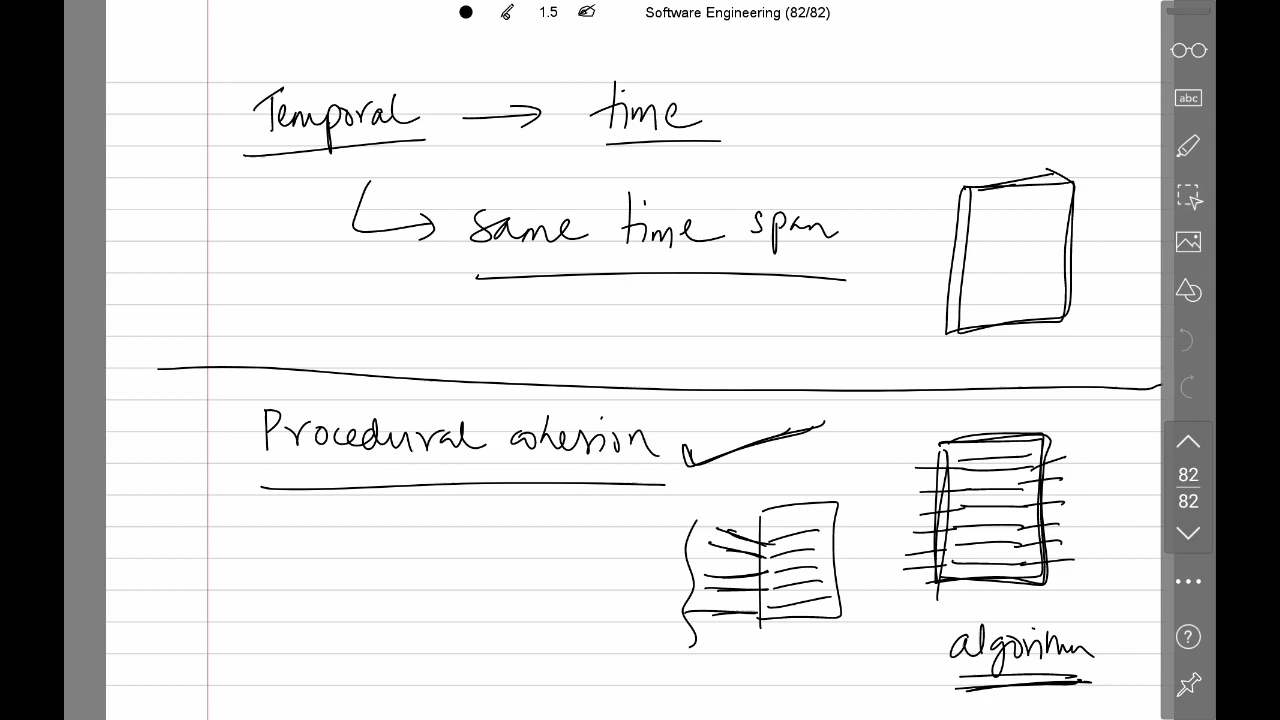 1.5 Software Engineering (82/82)
Temporal → time
same time span
Procedural cohesion
algorithm
abc
82
82
?